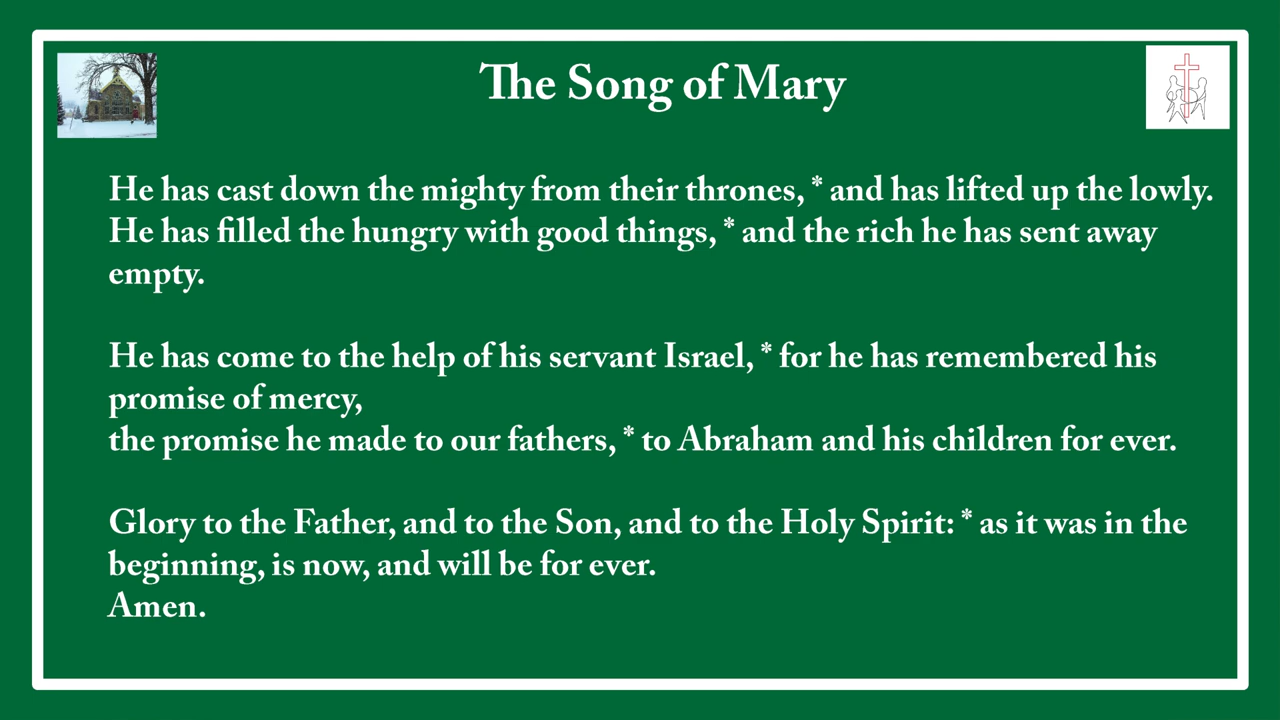 The Song of Mary
He has cast down the mighty from their thrones, * and has lifted up the lowly.
He has filled the hungry with good things, * and the rich he has sent away
empty.
He has come to the help of his servant Israel, * for he has remembered his
promise of mercy,
the promise he made to our fathers, * to Abraham and his children for ever.
Glory to the Father, and to the Son, and to the Holy Spirit: * as it was in the
beginning, is now, and will be for ever.
Amen.